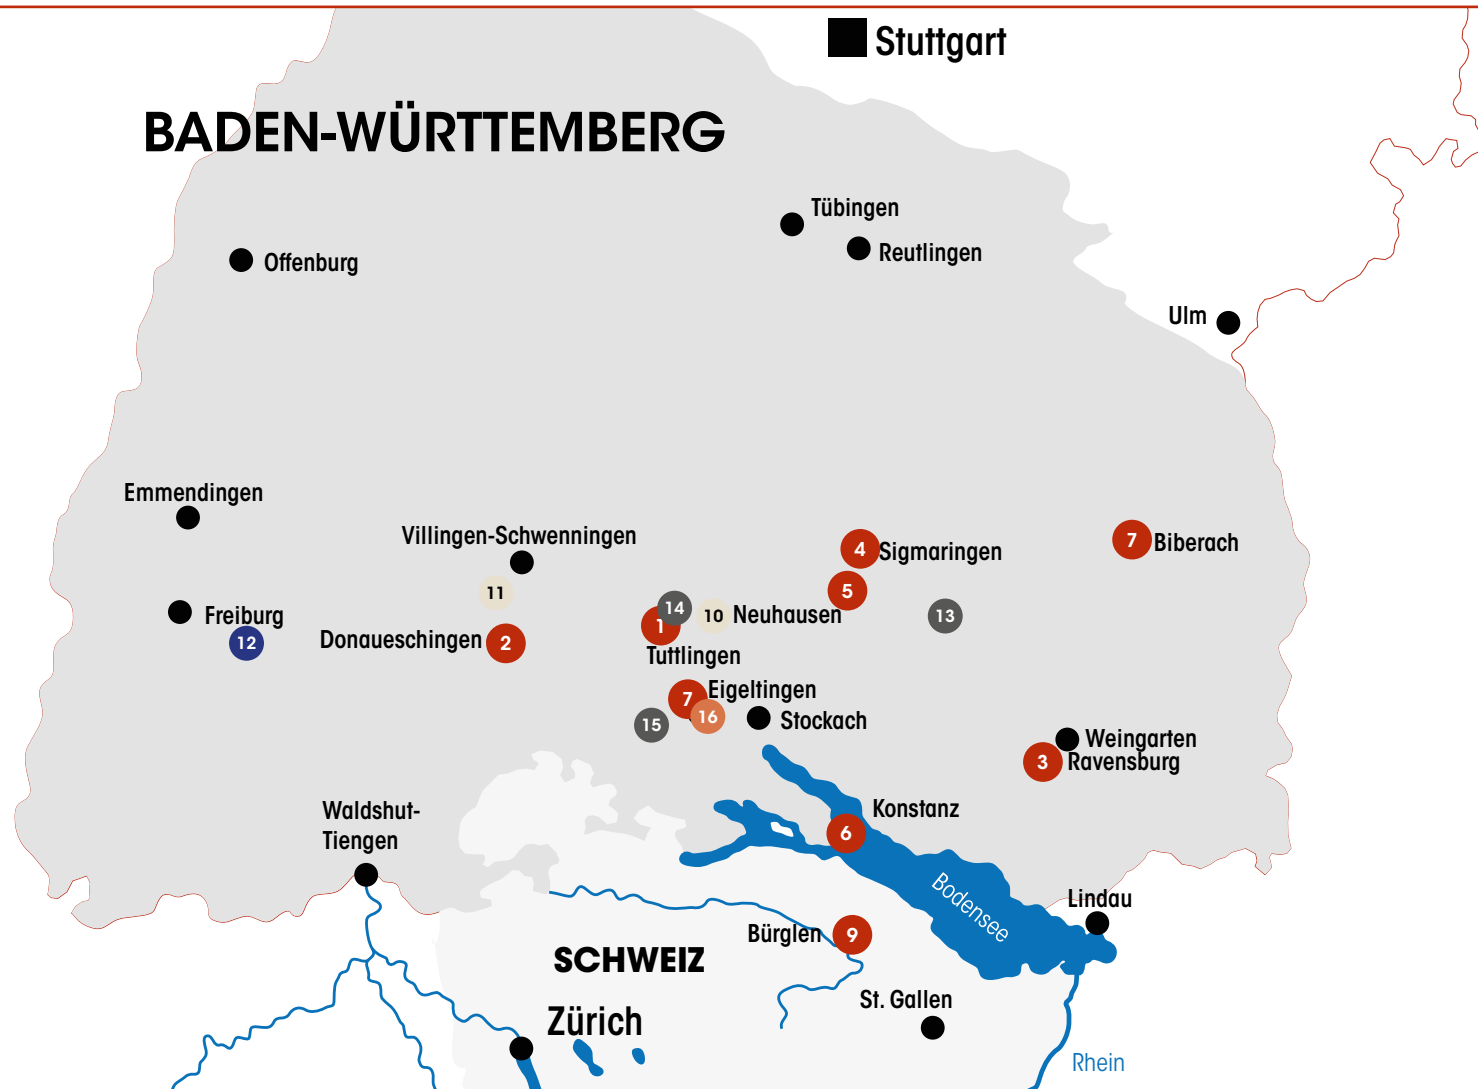 Stuttgart
BADEN-WÜRTTEMBERG
Tübingen
Reutlingen
Offenburg
Ulm
Emmendingen
Villingen-Schwenningen
4
Sigmaringen
7
Biberach
11
5
Freiburg
12
Donaueschingen
2
14
1
10
Neuhausen
13
Tuttlingen
7
Eigeltingen
15
16
Stockach
Weingarten
3
Ravensburg
Waldshut-
Tiengen
Konstanz
6
Bodensee
Lindau
Bürglen
9
SCHWEIZ
St. Gallen
Zürich
Rhein